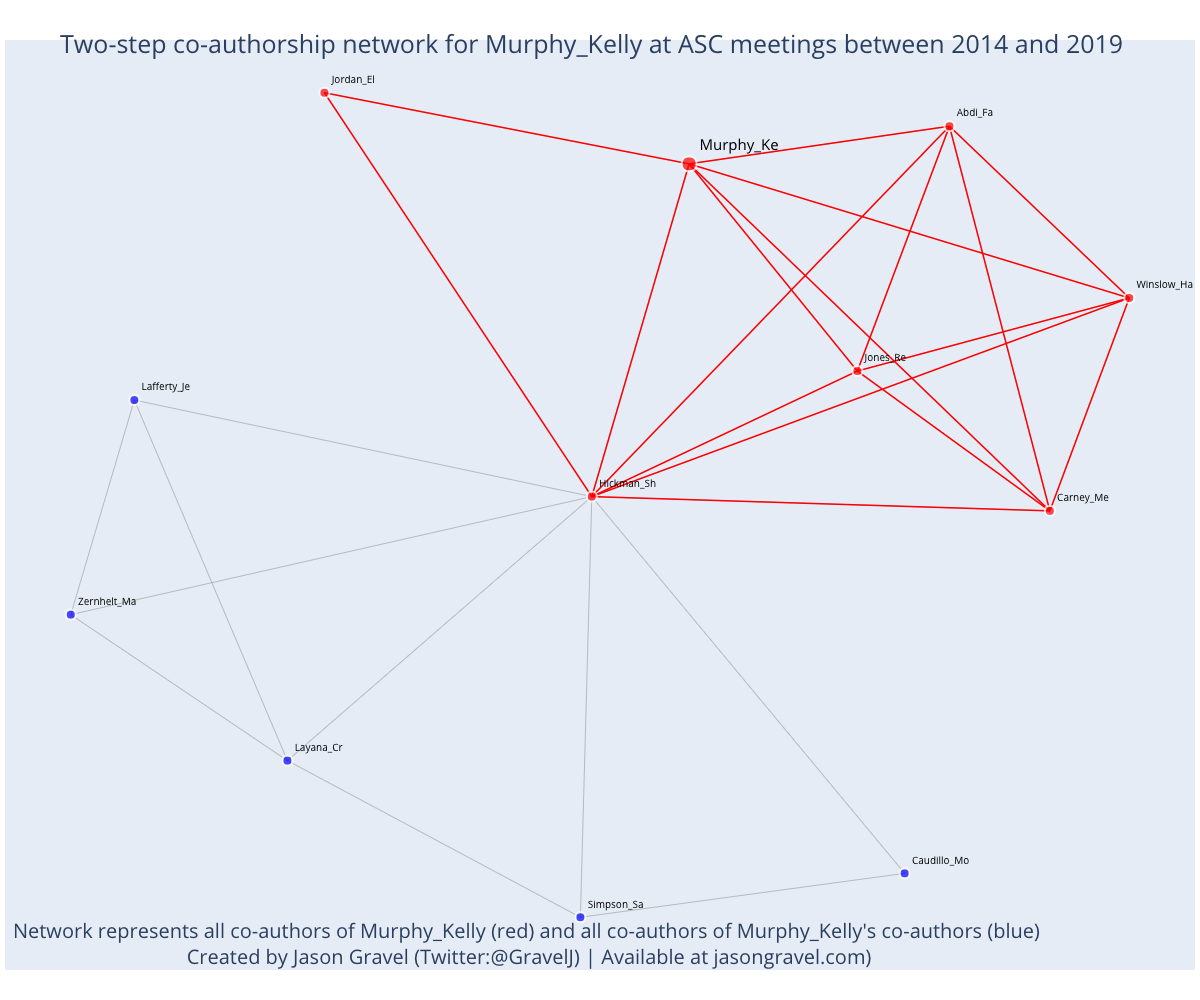 Two-step co-authorship network for Murphy_Kelly at ASC meetings between 2014 and 2019
Jordan_El
Abdi_Fa
Murphy_Ke
Winslow_Ha
Jones_Re
Lafferty_Je
Hickman_Sh
Carney_Me
Zernhelt_Ma
Layana_Cr
Caudillo_Mo
Simpson_Sa
Network represents all co-authors of Murphy_Kelly (red) and all co-authors of Murphy_Kelly's co-authors (blue)
Created by Jason Gravel (Twitter:@GravelJ) | Available at jasongravel.com)